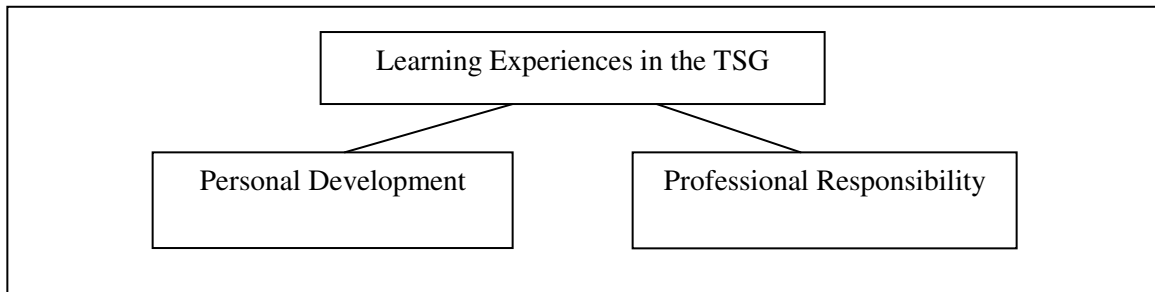 Learning Experiences in the TSG
Personal Development
Professional Responsibility